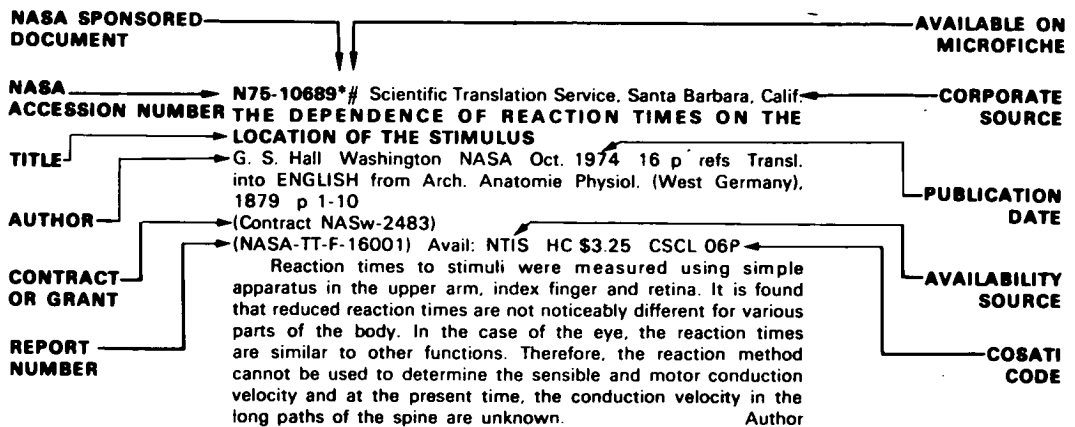 NASA SPONSORED
DOCUMENT
AVAILABLE ON
MICROFICHE
NASA
ACCESSION NUMBER
TITLE
AUTHOR
CONTRACT
OR GRANT
REPORT
NUMBER
N75-10689*# Scientific Translation Service, Santa Barbara, Calif.
THE DEPENDENCE OF REACTION TIMES ON THE
LOCATION OF THE STIMULUS
G. S. Hall Washington NASA Oct. 1974 16 p refs Transl.
into ENGLISH from Arch. Anatomie Physiol. (West Germany),
1879 p 1-10
(Contract NASw-2483)
(NASA-TT-F-16001) Avail: NTIS HC $3.25 CSCL 06P
Reaction times to stimuli were measured using simple
apparatus in the upper arm, index finger and retina. It is found
that reduced reaction times are not noticeably different for various
parts of the body. In the case of the eye, the reaction times
are similar to other functions. Therefore, the reaction method
cannot be used to determine the sensible and motor conduction
velocity and at the present time, the conduction velocity in the
long paths of the spine are unknown. Author
CORPORATE
SOURCE
PUBLICATION
DATE
AVAILABILITY
SOURCE
COSATI
CODE